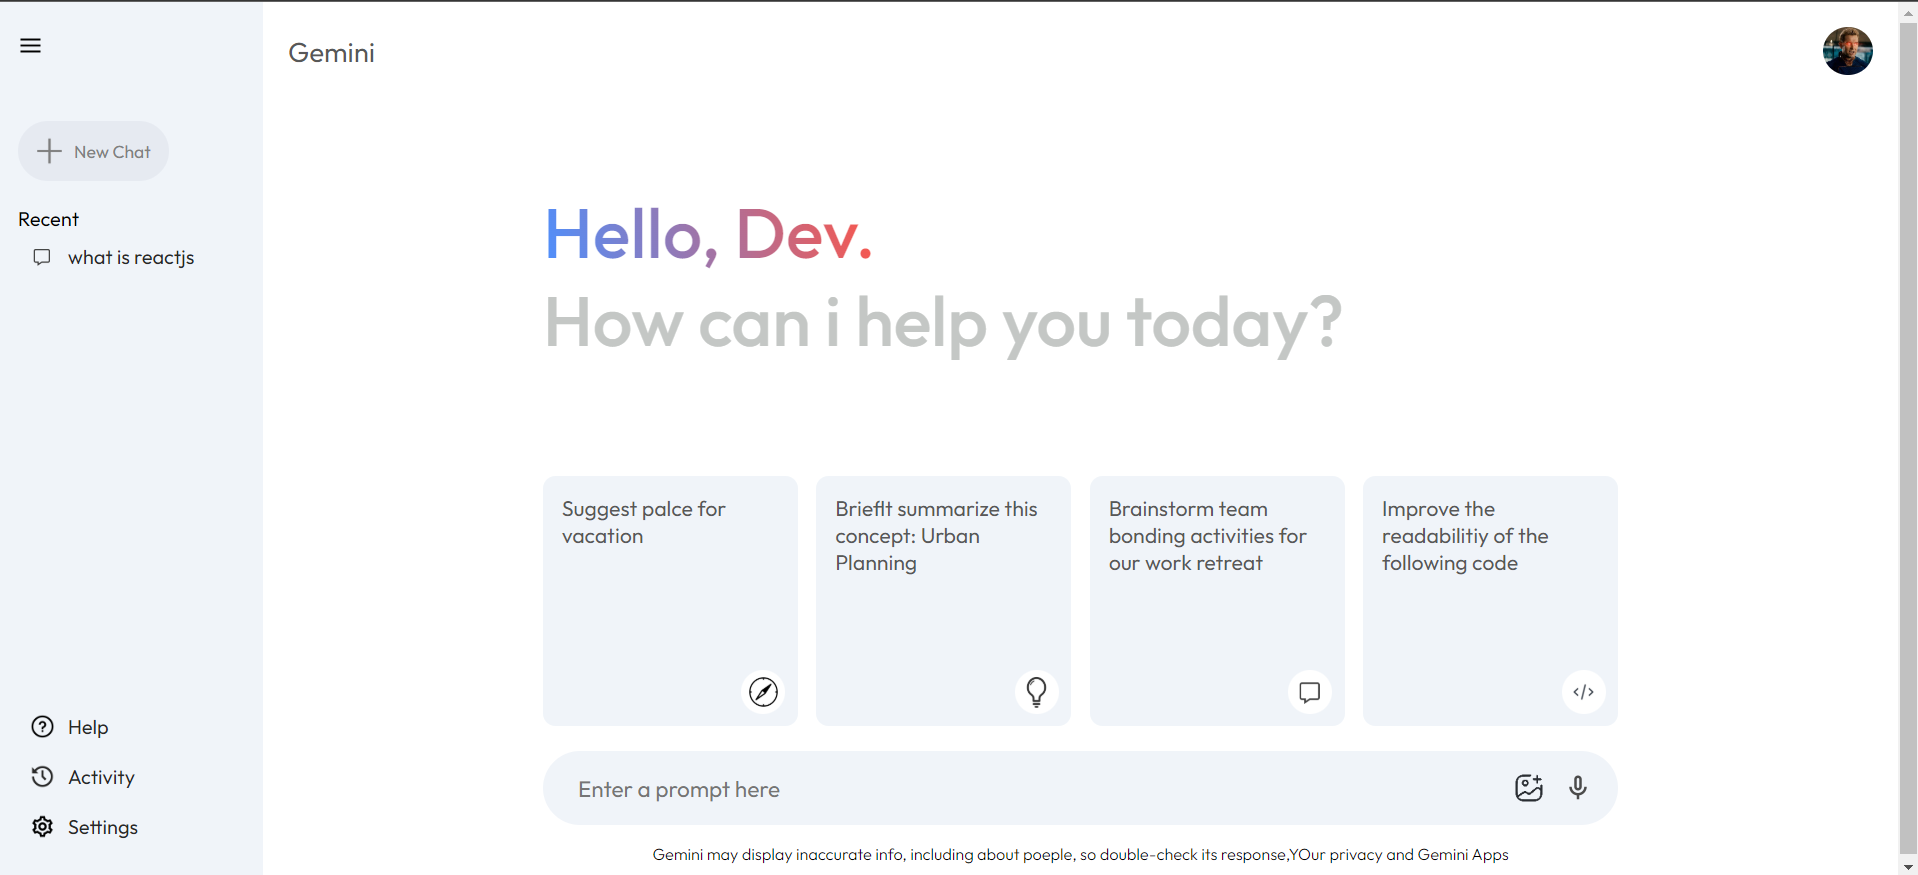 Gemini
New Chat
Recent
what is reactjs
Hello, Dev.
How can i help you today?
Suggest palce for
vacation
Brieflt summarize this
concept: Urban
Planning
Brainstorm team
bonding activities for
our work retreat
Improve the
readabilitiy of the
following code
</>
Help
Activity
Settings
Enter a prompt here
Gemini may display inaccurate info, including about poeple, so double-check its response,YOur privacy and Gemini Apps